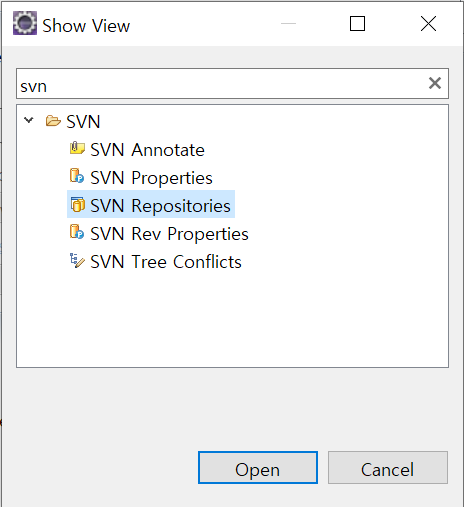 Show View
svn
SVN
SVN Annotate
SVN Properties
SVN Repositories
SVN Rev Properties
SVN Tree Conflicts
Open
Cancel